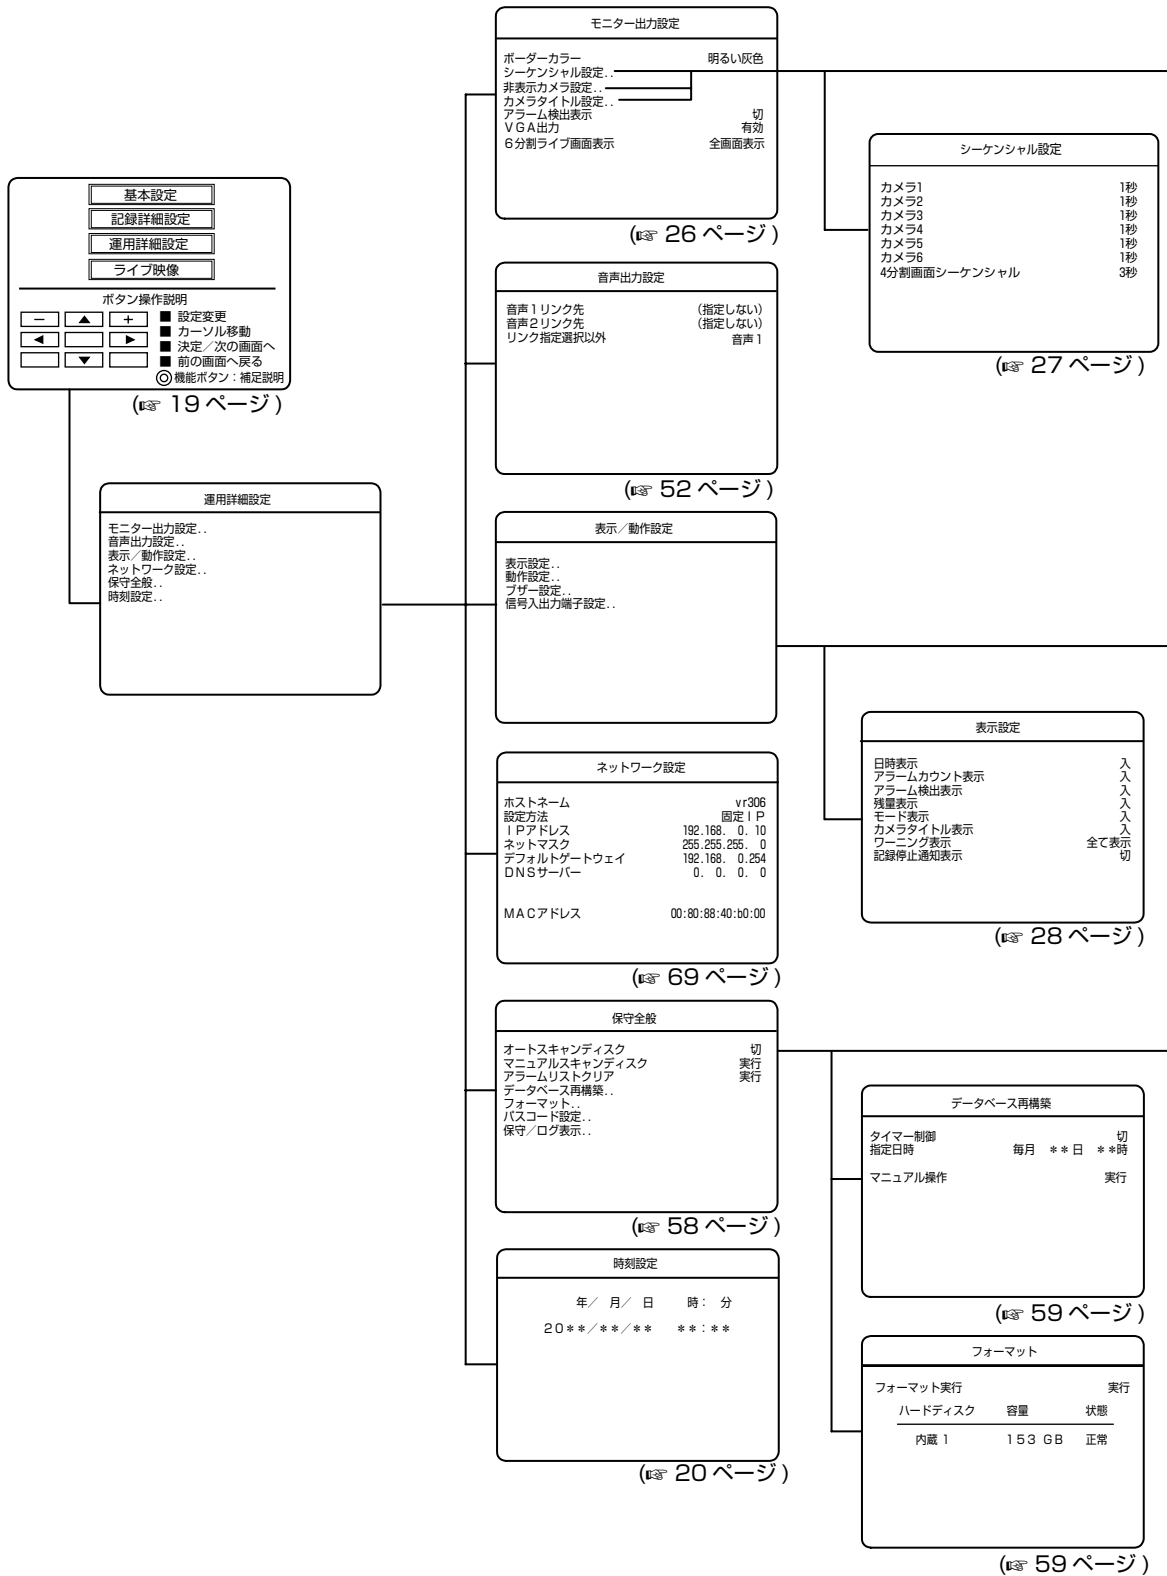 基本設定
記録詳細設定
運用詳細設定
ライブ映像
ボタン操作説明
− ▲ + ■ 設定変更
◀ ▶ ■ カーソル移動
■ 決定／次の画面へ
▼ ■ 前の画面へ戻る
◎機能ボタン：補足説明
(☞ 19 ページ )
運用詳細設定
モニター出力設定..
音声出力設定..
表示／動作設定..
ネットワーク設定..
保守全般..
時刻設定..
モニター出力設定
ボーダーカラー 明るい灰色
シーケンシャル設定..
非表示カメラ設定..
カメラタイトル設定..
アラーム検出表示 切
ＶＧＡ出力 有効
６分割ライブ画面表示 全画面表示
(☞ 26 ページ )
音声出力設定
音声１リンク先 (指定しない)
音声２リンク先 (指定しない)
リンク指定選択以外 音声１
(☞ 52 ページ )
表示／動作設定
表示設定..
動作設定..
ブザー設定..
信号入出力端子設定..
ネットワーク設定
ホストネーム vr306
設定方法 固定ＩＰ
ＩＰアドレス 192.168. 0. 10
ネットマスク 255.255.255. 0
デフォルトゲートウェイ 192.168. 0.254
ＤＮＳサーバー 0. 0. 0. 0
ＭＡＣアドレス 00:80:88:40:b0:00
(☞ 69 ページ )
保守全般
オートスキャンディスク 切
マニュアルスキャンディスク 実行
アラームリストクリア 実行
データベース再構築..
フォーマット..
パスコード設定..
保守／ログ表示..
(☞ 58 ページ )
時刻設定
年／ 月／ 日 時： 分
２０＊＊／＊＊／＊＊ ＊＊：＊＊
(☞ 20 ページ )
シーケンシャル設定
カメラ1 1秒
カメラ2 1秒
カメラ3 1秒
カメラ4 1秒
カメラ5 1秒
カメラ6 1秒
4分割画面シーケンシャル 3秒
(☞ 27 ページ )
表示設定
日時表示 入
アラームカウント表示 入
アラーム検出表示 入
残量表示 入
モード表示 入
カメラタイトル表示 入
ワーニング表示 全て表示
記録停止通知表示 切
(☞ 28 ページ )
データベース再構築
タイマー制御 切
指定日時 毎月 ＊＊日 ＊＊時
マニュアル操作 実行
(☞ 59 ページ )
フォーマット
フォーマット実行 実行
ハードディスク 容量 状態
内蔵１ １５３ ＧＢ 正常
(☞ 59 ページ )